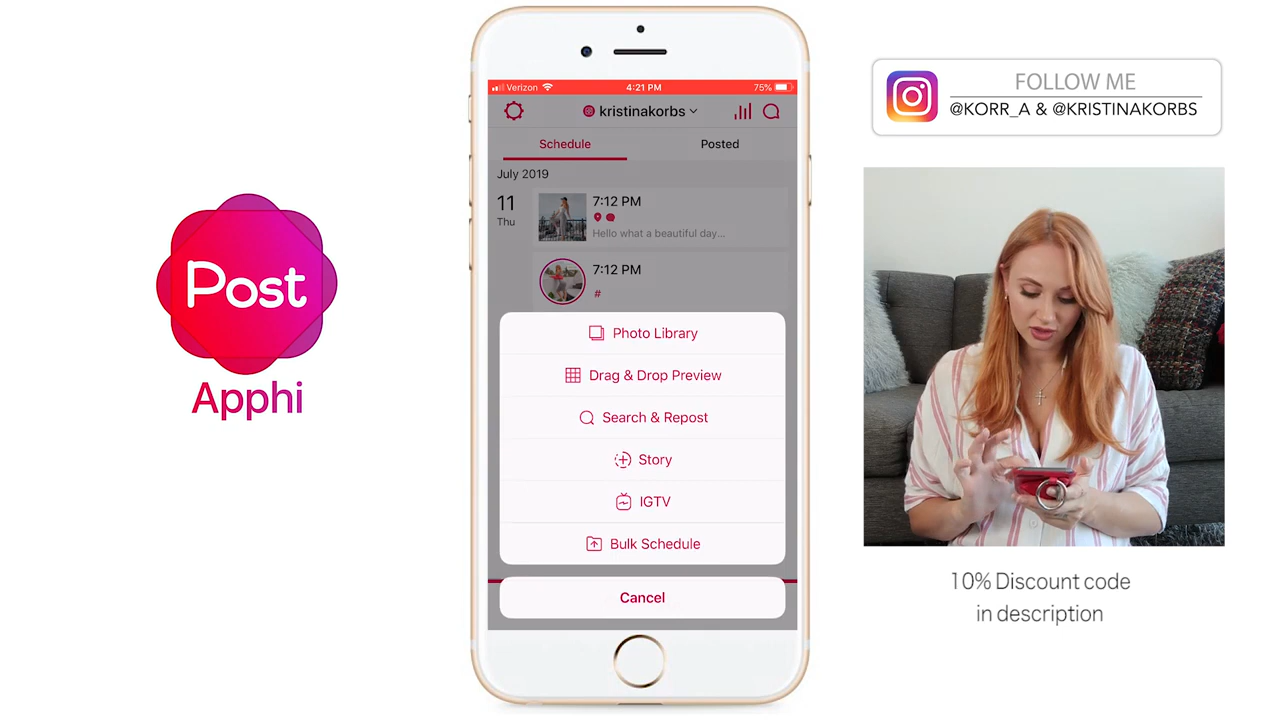 Post
Apphi
Verizon
4:21 PM
75%
kristinakorbs
Schedule
Posted
July 2019
11
Thu
7:12 PM
Hello what a beautiful day...
7:12 PM
#
Photo Library
Drag & Drop Preview
Search & Repost
Story
IGTV
Bulk Schedule
Cancel
FOLLOW ME
@KORR_A & @KRISTINAKORBS
10% Discount code
in description